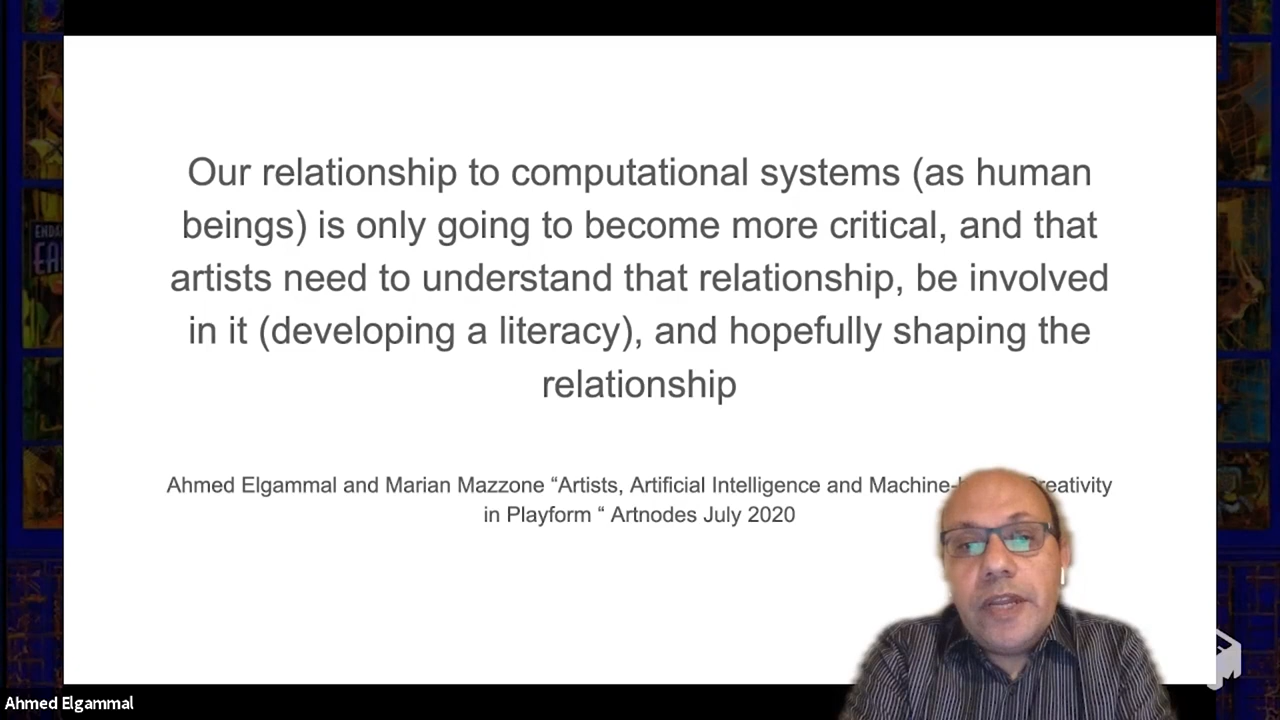 Our relationship to computational systems (as human
beings) is only going to become more critical, and that
artists need to understand that relationship, be involved
in it (developing a literacy), and hopefully shaping the
relationship
Ahmed Elgammal and Marian Mazzone “Artists, Artificial Intelligence and Machine- Creativity
in Playform “ Artnodes July 2020
Ahmed Elgammal